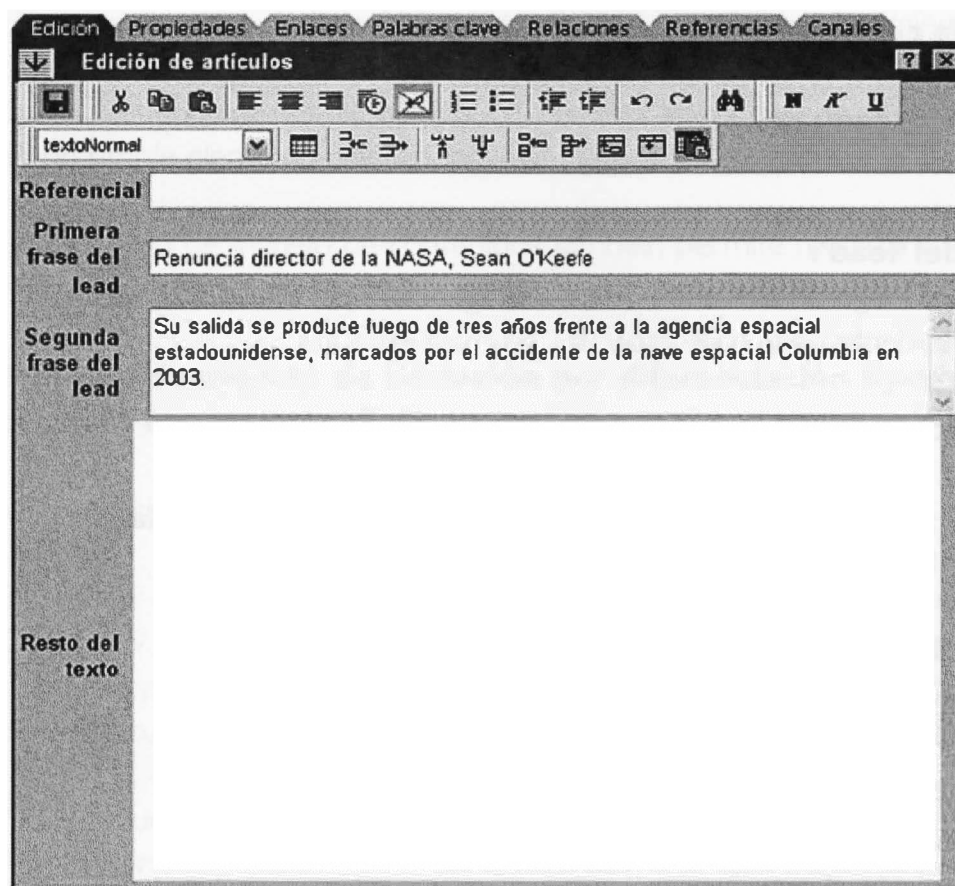 Edición Propiedades Enlaces Palabras clave Relaciones Referencias Canales
Edición de artículos ? X
N K U
textoNormal
Referencial
Primera
frase del
lead
Renuncia director de la NASA, Sean O'Keefe
Segunda
frase del
lead
Su salida se produce luego de tres años frente a la agencia espacial
estadounidense, marcados por el accidente de la nave espacial Columbia en
2003.
Resto del
texto